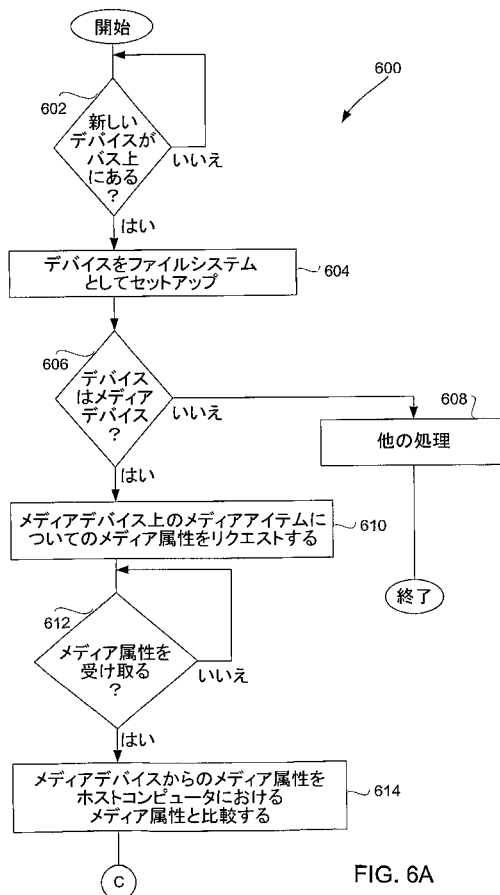 開始
600
602
新しい
デバイスが
バス上
にある
?
いいえ
はい
デバイスをファイルシステム
としてセットアップ
604
606
デバイス
はメディア
デバイス
?
いいえ
はい
608
他の処理
メディアデバイス上のメディアアイテムに
ついてのメディア属性をリクエストする
610
終了
612
メディア属性を
受け取る
?
いいえ
はい
メディアデバイスからのメディア属性を
ホストコンピュータにおける
メディア属性と比較する
614
C
FIG. 6A